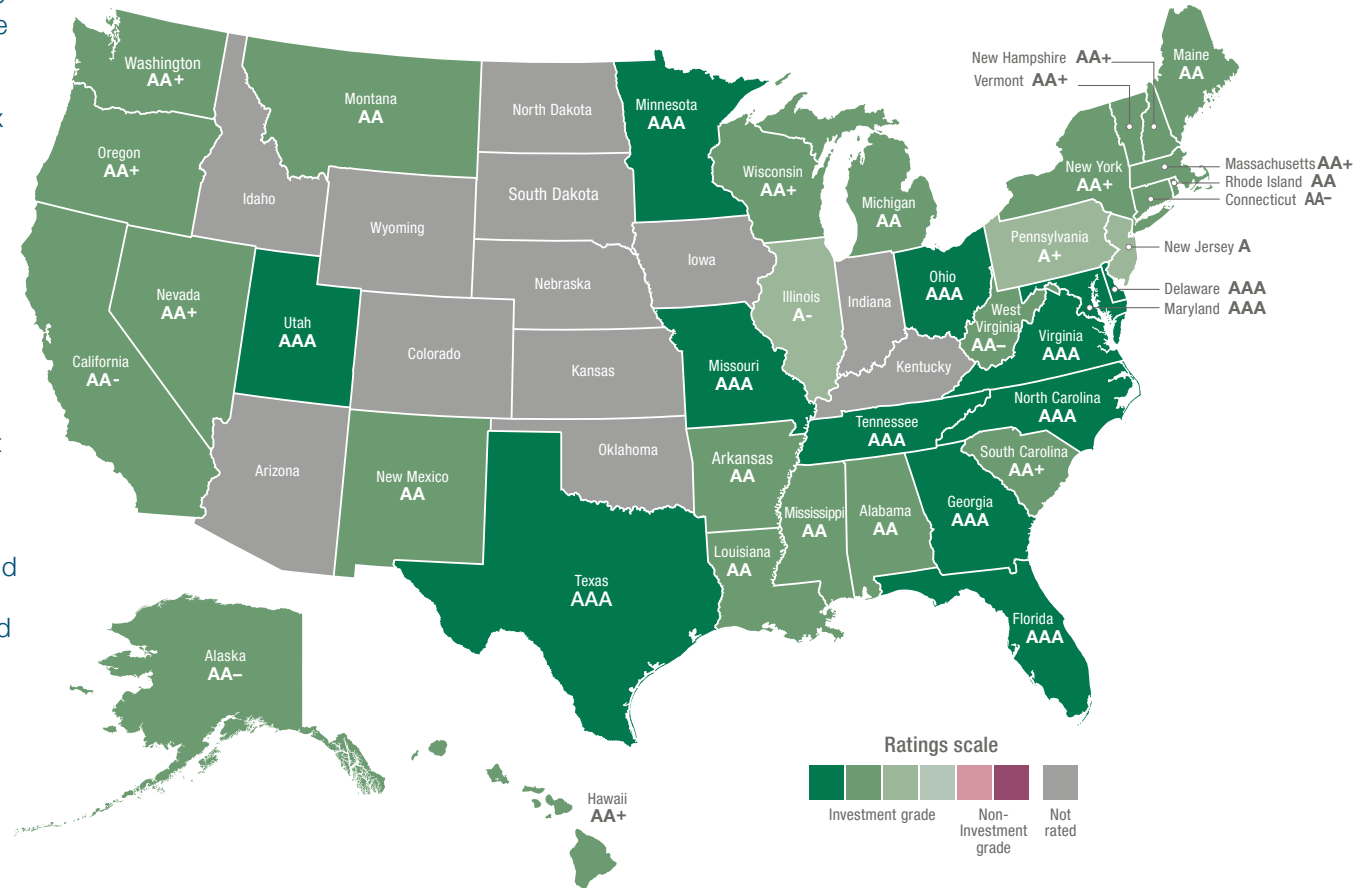 e
x
t
d
d
Washington
AA+
Montana
AA
North Dakota
Minnesota
AAA
New Hampshire AA+
Vermont AA+
Maine
AA
Oregon
AA+
Idaho
South Dakota
Wisconsin
AA+
Michigan
AA
New York
AA+
Massachusetts AA+
Rhode Island AA
Connecticut AA–
Wyoming
Iowa
Pennsylvania
A+
New Jersey A
Nevada
AA+
Utah
AAA
Nebraska
Illinois
A-
Indiana
Ohio
AAA
Delaware AAA
Maryland AAA
West
Virginia
AA–
Virginia
AAA
California
AA-
Colorado
Kansas
Missouri
AAA
Kentucky
North Carolina
AAA
Tennessee
AAA
Arizona
New Mexico
AA
Oklahoma
Arkansas
AA
South Carolina
AA+
Mississippi
AA
Alabama
AA
Georgia
AAA
Texas
AAA
Louisiana
AA
Florida
AAA
Alaska
AA–
Hawaii
AA+
Ratings scale
Investment grade
Non-
Investment
grade
Not
rated